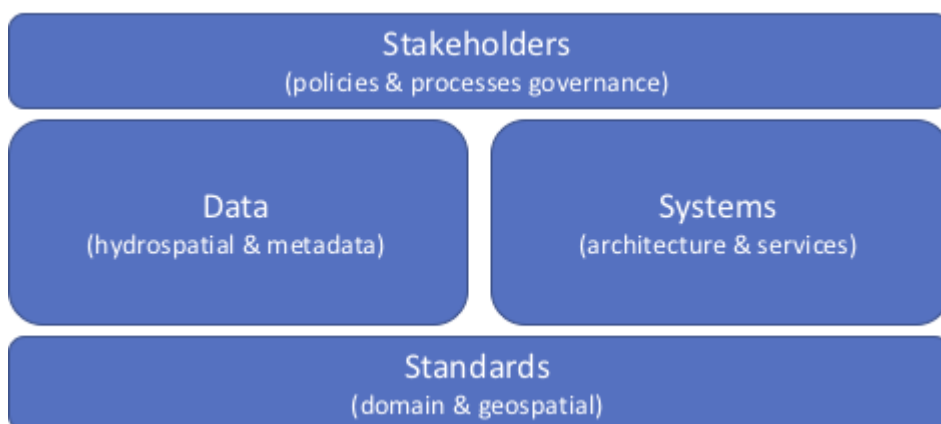 Stakeholders
(policies & processes governance)
Data
(hydrospatial & metadata)
Systems
(architecture & services)
Standards
(domain & geospatial)